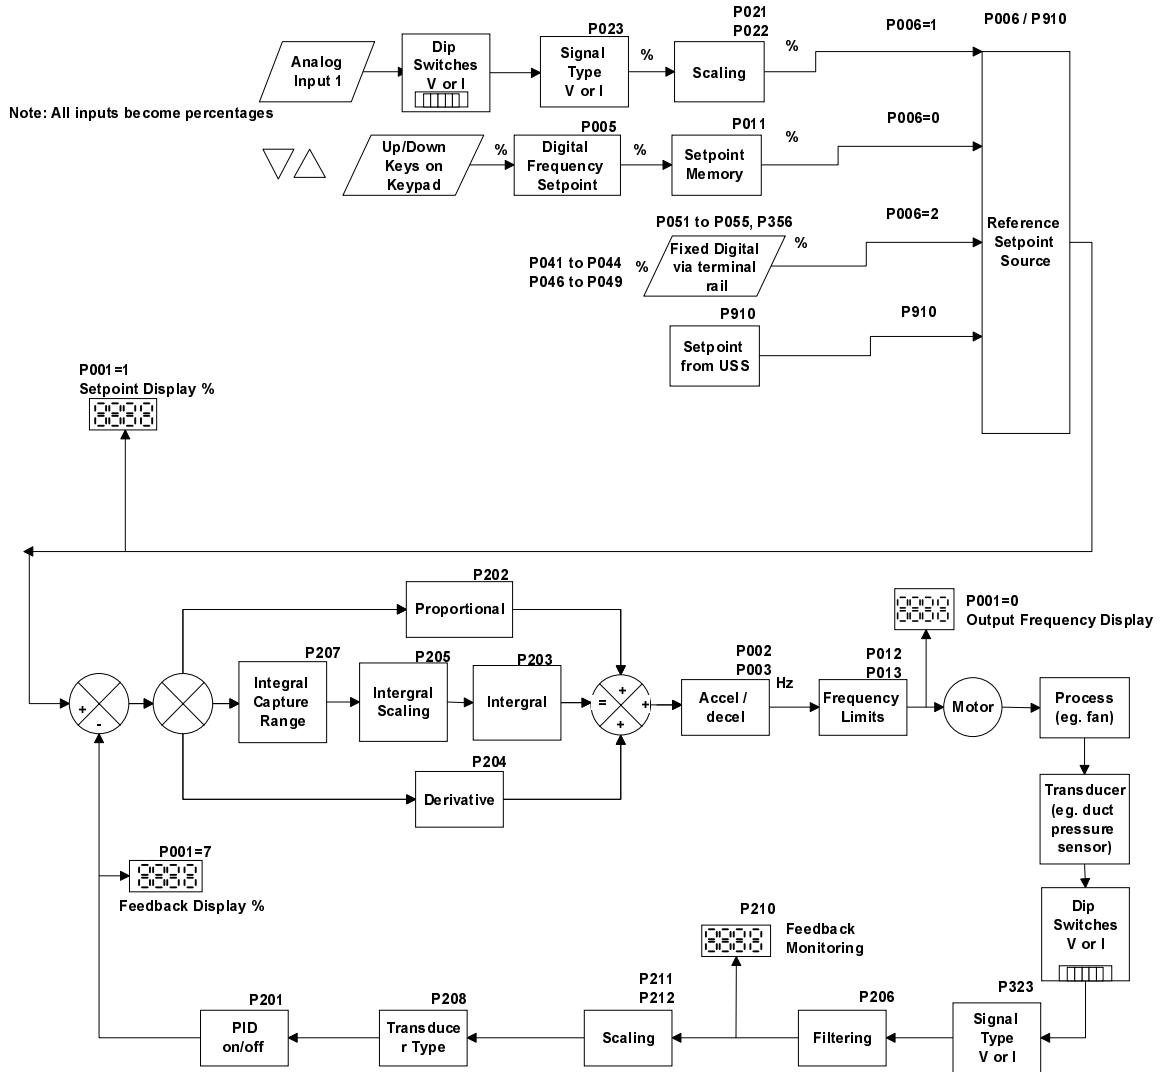 P021
P022
P006=1
P006 / P910
P023
Analog
Input 1
Dip
Switches
V or I
Signal
Type
V or I
%
Scaling
%
Note: All inputs become percentages
P005
P011
P006=0
Up/Down
Keys on
Keypad
%
Digital
Frequency
Setpoint
%
Setpoint
Memory
%
P051 to P055, P356
P006=2
P041 to P044
P046 to P049
%
Fixed Digital
via terminal
rail
%
Reference
Setpoint
Source
P910
P910
Setpoint
from USS
P001=1
Setpoint Display %
P202
Proportional
P001=0
Output Frequency Display
P207
P205
P203
Integral
Capture
Range
Intergral
Scaling
Intergral
+
-
+
=
+
+
P002
P003
Hz
Accel /
decel
P012
P013
Frequency
Limits
Motor
Process
(eg. fan)
P204
Derivative
Transducer
(eg. duct
pressure
sensor)
P001=7
Feedback Display %
Dip
Switches
V or I
P210
Feedback
Monitoring
P201
P208
P211
P212
P206
P323
PID
on/off
Transduce
r Type
Scaling
Filtering
Signal
Type
V or I